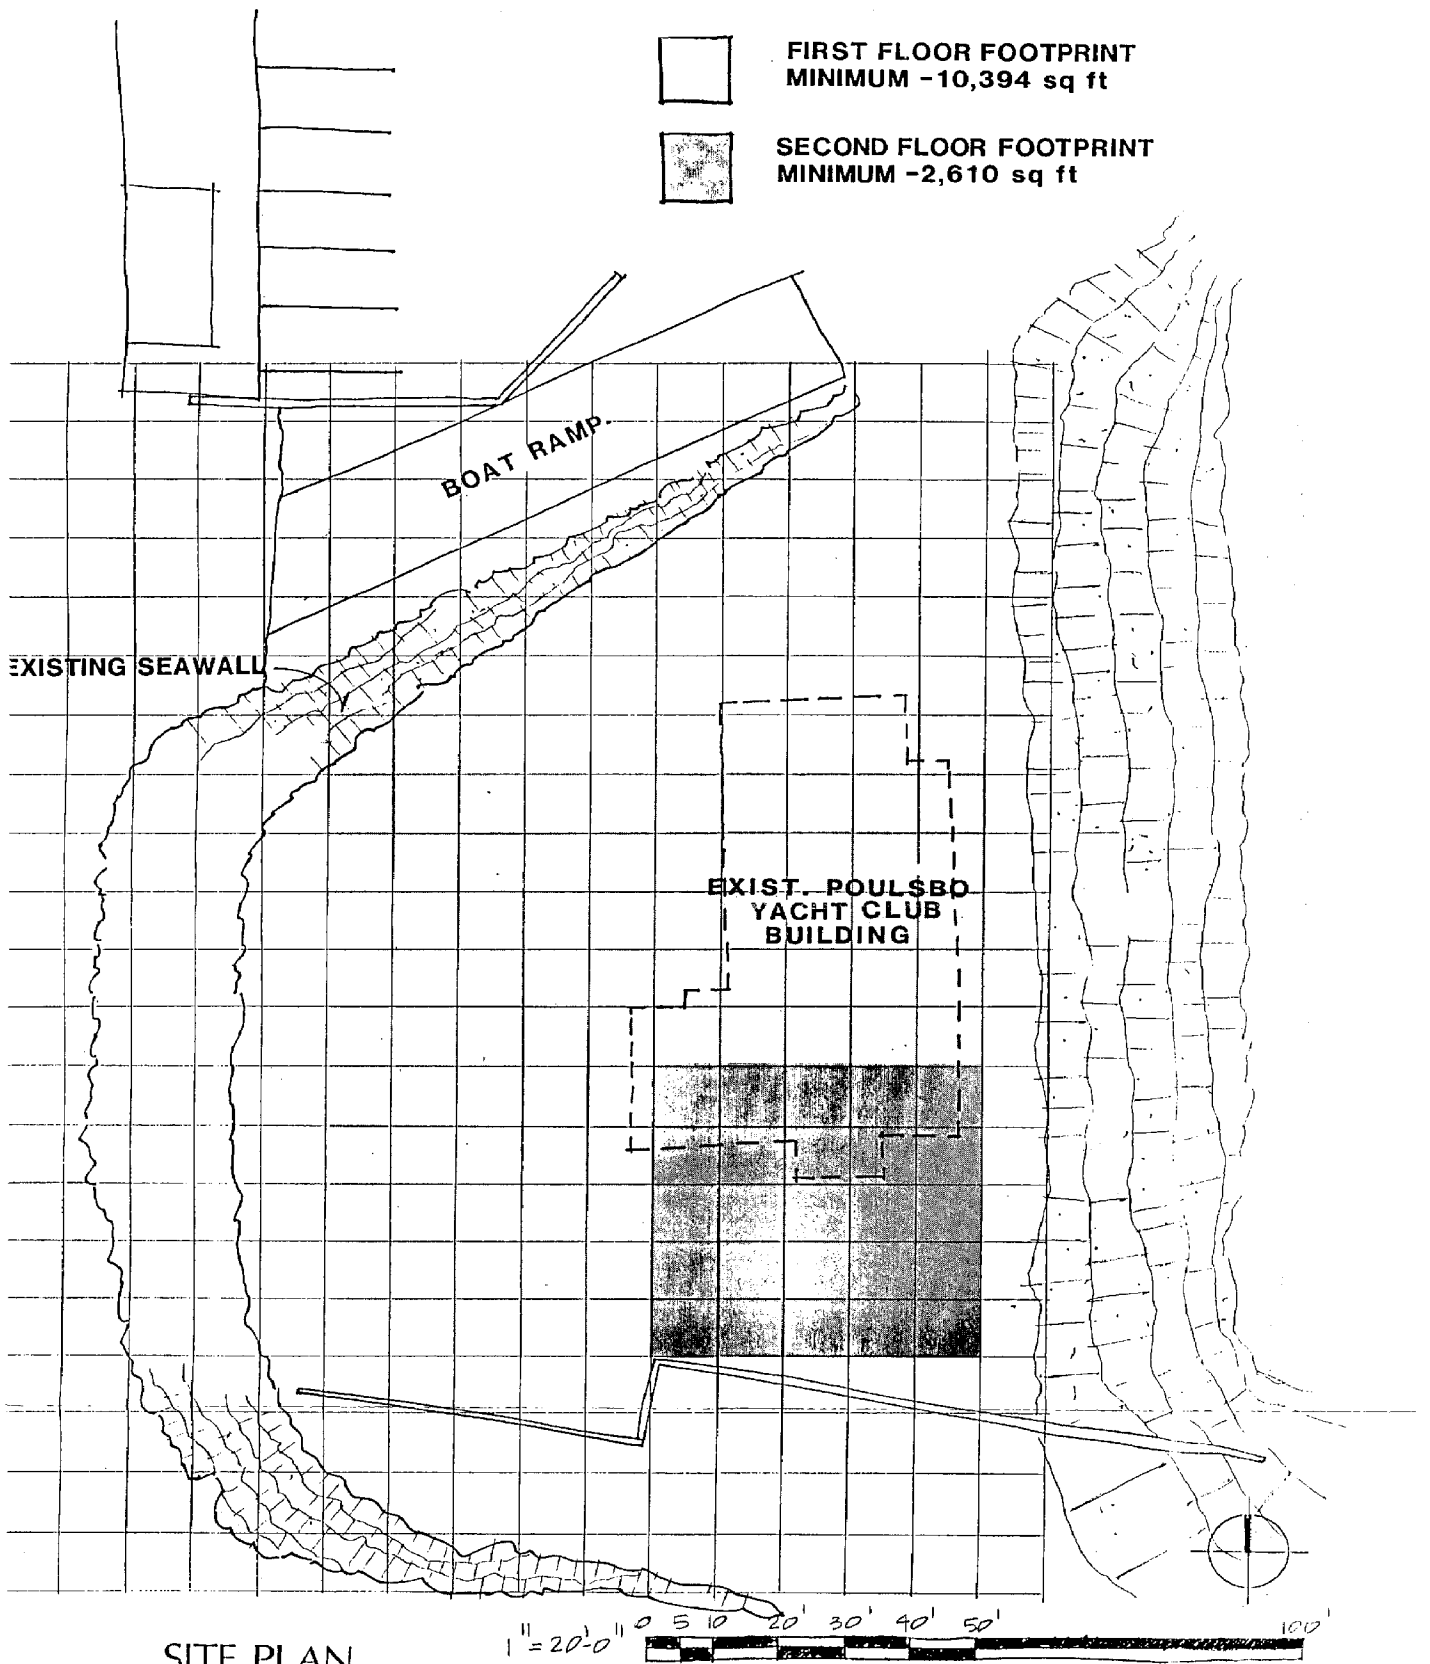 FIRST FLOOR FOOTPRINT
MINIMUM -10,394 sq ft
SECOND FLOOR FOOTPRINT
MINIMUM -2,610 sq ft
BOAT RAMP.
EXISTING SEAWALL
EXIST. POULSBO
YACHT CLUB
BUILDING
SITE PLAN
1"=20'-0" 0 5 10' 20' 30' 40' 50' 100'